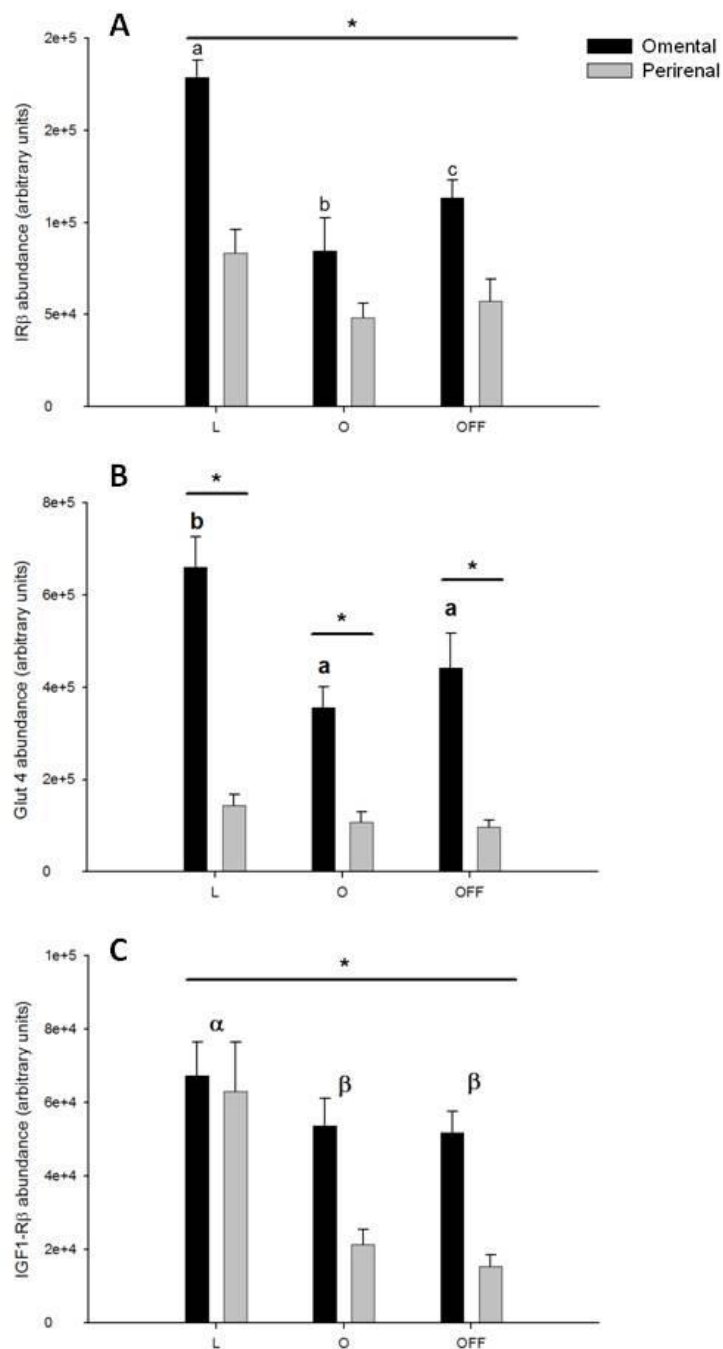 A
*
Omental
Perirenal
IRβ abundance (arbitrary units)
2e+5
2e+5
1e+5
5e+4
0
a
b
c
L O OFF
B
*
*
*
Glut 4 abundance (arbitrary units)
8e+5
6e+5
4e+5
2e+5
0
b
a
a
L O OFF
C
*
IGF1-Rβ abundance (arbitrary units)
1e+5
8e+4
6e+4
4e+4
2e+4
0
α
β
β
L O OFF